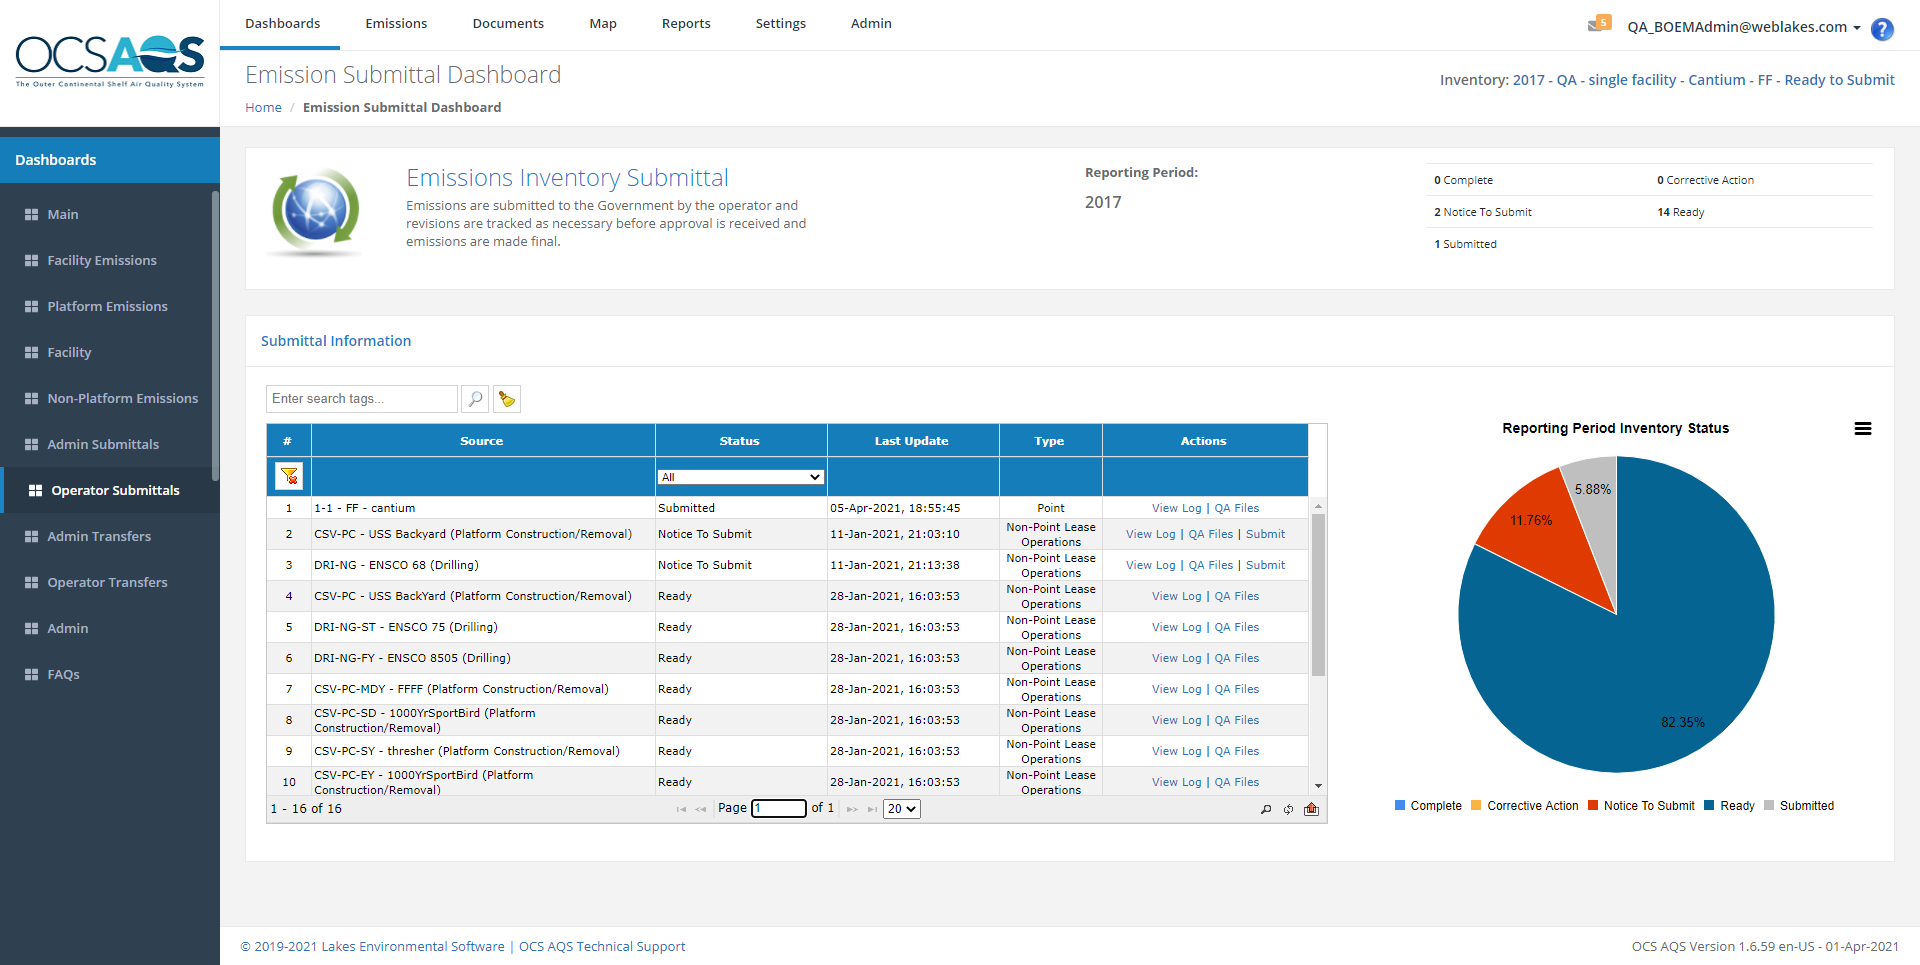 OCSAQS
The Outer Continental Shelf Air Quality System
Dashboards
Emissions
Documents
Map
Reports
Settings
Admin
5
QA_BOEMAdmin@weblakes.com
?
Emission Submittal Dashboard
Home / Emission Submittal Dashboard
Inventory: 2017 - QA - single facility - Cantium - FF - Ready to Submit
Dashboards
Main
Facility Emissions
Platform Emissions
Facility
Non-Platform Emissions
Admin Submittals
Operator Submittals
Admin Transfers
Operator Transfers
Admin
FAQs
Emissions Inventory Submittal
Emissions are submitted to the Government by the operator and
revisions are tracked as necessary before approval is received and
emissions are made final.
Reporting Period:
2017
0 Complete
0 Corrective Action
2 Notice To Submit
14 Ready
1 Submitted
Submittal Information
Enter search tags...
# Source Status Last Update Type Actions
All
1 1-1 - FF - cantium Submitted 05-Apr-2021, 18:55:45 Point View Log | QA Files
2 CSV-PC - USS Backyard (Platform Construction/Removal) Notice To Submit 11-Jan-2021, 21:03:10 Non-Point Lease Operations View Log | QA Files | Submit
3 DRI-NG - ENSCO 68 (Drilling) Notice To Submit 11-Jan-2021, 21:13:38 Non-Point Lease Operations View Log | QA Files | Submit
4 CSV-PC - USS BackYard (Platform Construction/Removal) Ready 28-Jan-2021, 16:03:53 Non-Point Lease Operations View Log | QA Files
5 DRI-NG-ST - ENSCO 75 (Drilling) Ready 28-Jan-2021, 16:03:53 Non-Point Lease Operations View Log | QA Files
6 DRI-NG-FY - ENSCO 8505 (Drilling) Ready 28-Jan-2021, 16:03:53 Non-Point Lease Operations View Log | QA Files
7 CSV-PC-MDY - FFFF (Platform Construction/Removal) Ready 28-Jan-2021, 16:03:53 Non-Point Lease Operations View Log | QA Files
8 CSV-PC-SD - 1000YrSportBird (Platform Construction/Removal) Ready 28-Jan-2021, 16:03:53 Non-Point Lease Operations View Log | QA Files
9 CSV-PC-SY - thresher (Platform Construction/Removal) Ready 28-Jan-2021, 16:03:53 Non-Point Lease Operations View Log | QA Files
10 CSV-PC-EY - 1000YrSportBird (Platform Construction/Removal) Ready 28-Jan-2021, 16:03:53 Non-Point Lease Operations View Log | QA Files
1 - 16 of 16
Page 1 of 1
20
Reporting Period Inventory Status
5.88%
11.76%
82.35%
Complete
Corrective Action
Notice To Submit
Ready
Submitted
© 2019-2021 Lakes Environmental Software | OCS AQS Technical Support
OCS AQS Version 1.6.59 en-US - 01-Apr-2021